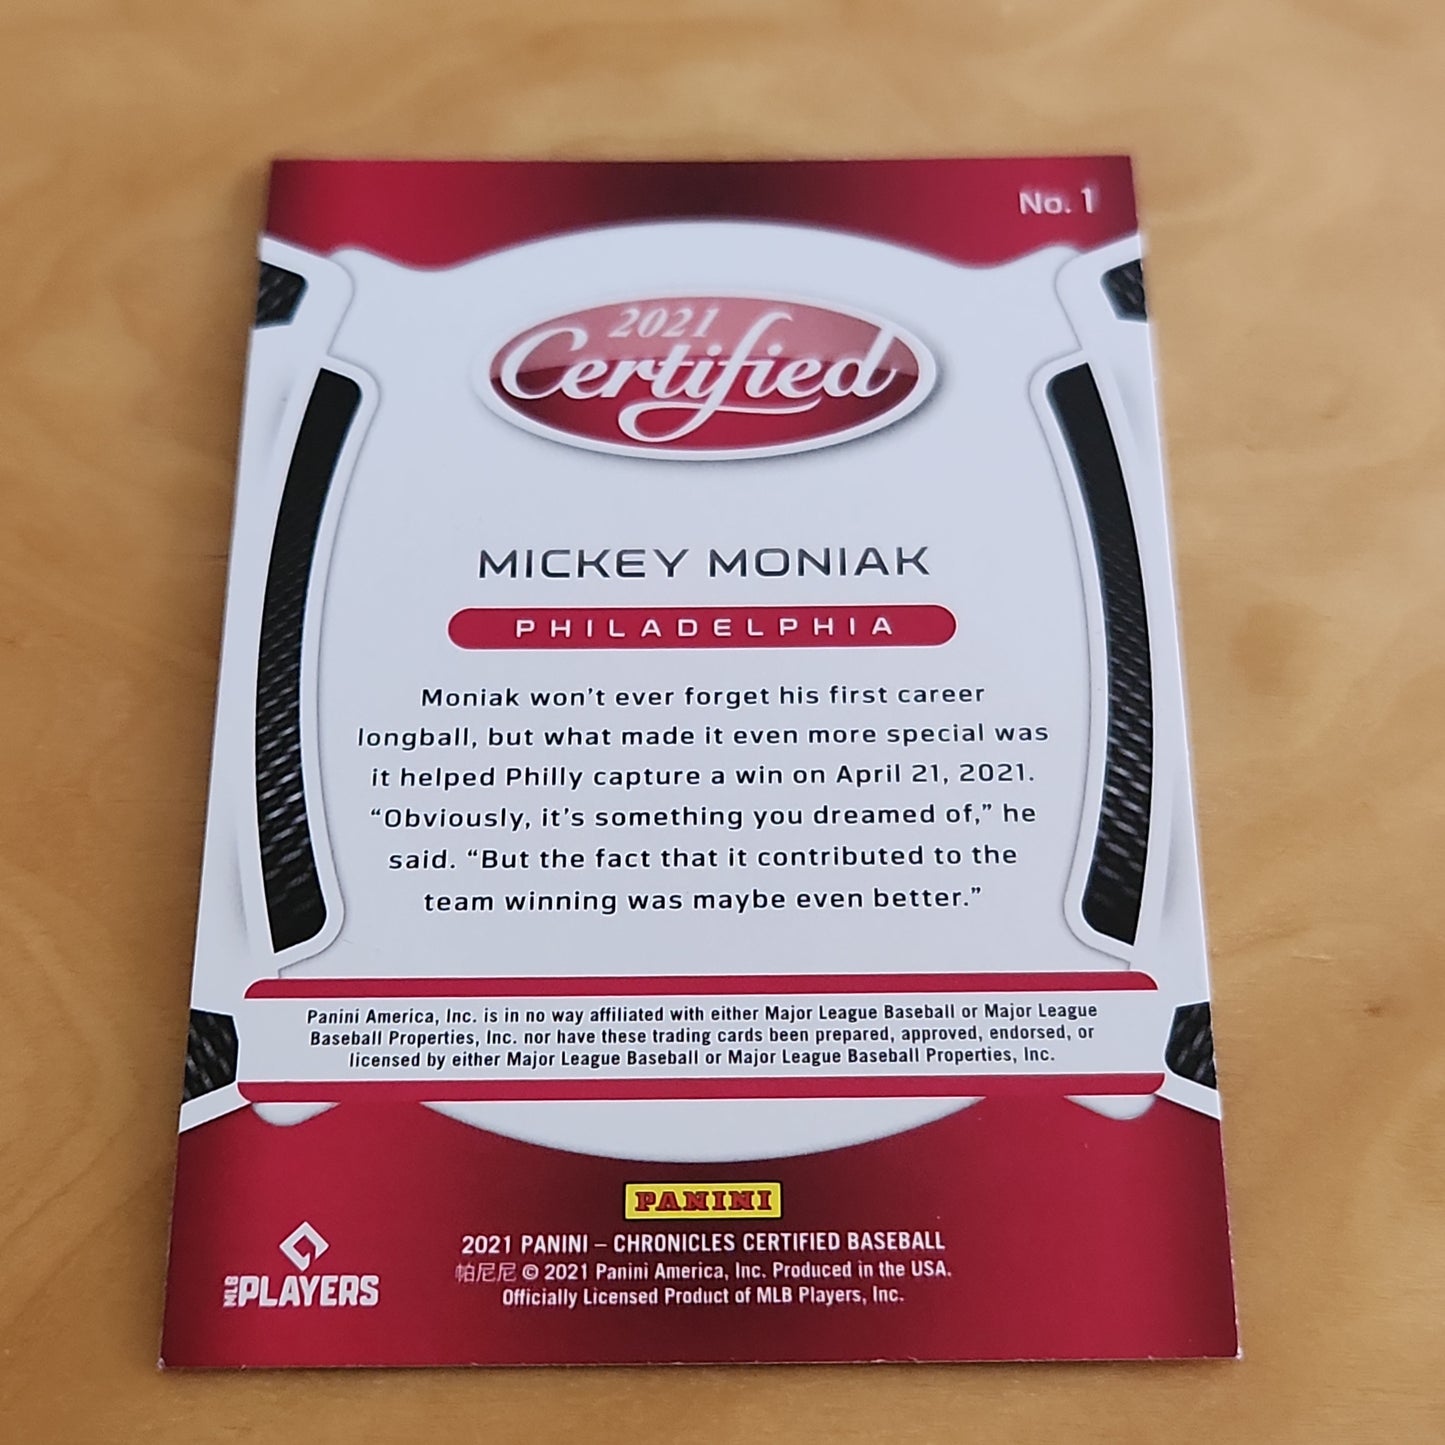 No. 1
2021
Certified
MICKEY MONIAK
PHILADELPHIA
Moniak won't ever forget his first career
longball, but what made it even more special was
it helped Philly capture a win on April 21, 2021.
“Obviously, it's something you dreamed of,” he
said. “But the fact that it contributed to the
team winning was maybe even better.”
Panini America, Inc. is in no way affiliated with either Major League Baseball or Major League
Baseball Properties, Inc. nor have these trading cards been prepared, approved, endorsed, or
licensed by either Major League Baseball or Major League Baseball Properties, Inc.
PANINI
2021 PANINI – CHRONICLES CERTIFIED BASEBALL
帕尼尼 © 2021 Panini America, Inc. Produced in the USA.
Officially Licensed Product of MLB Players, Inc.
MLB PLAYERS